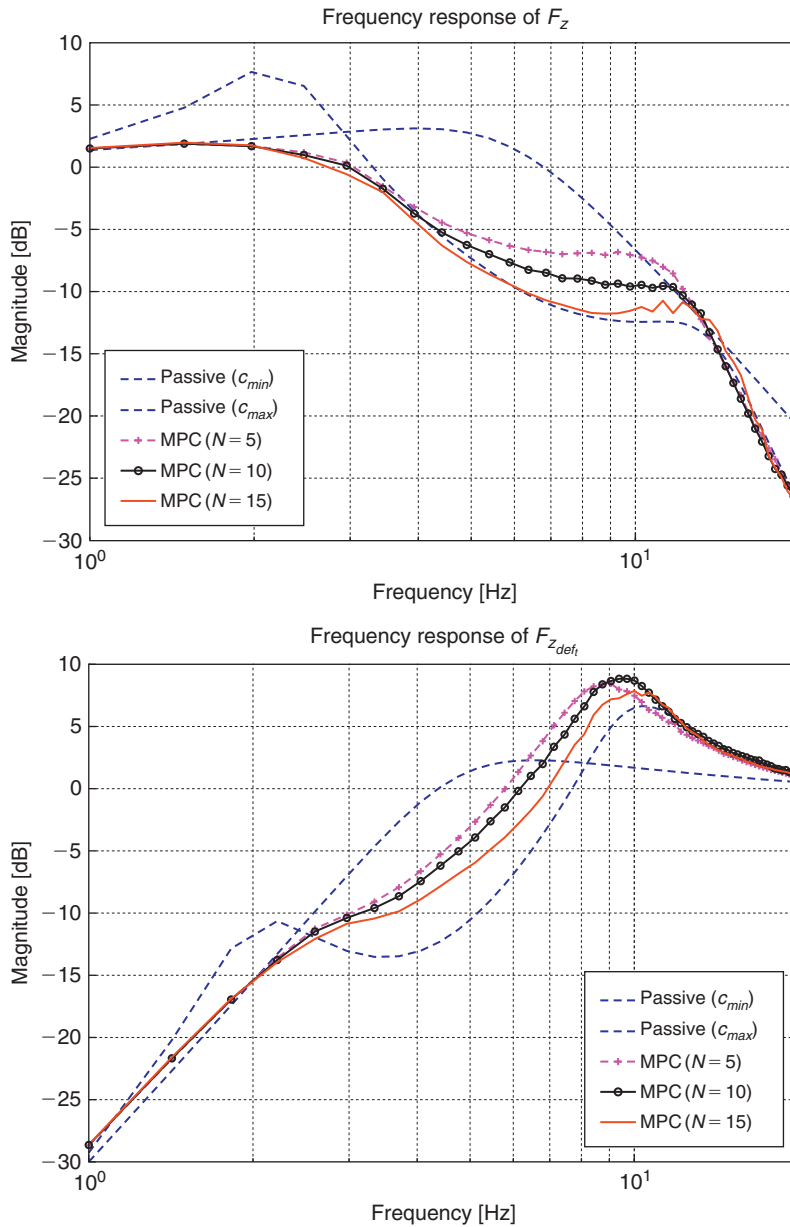 Frequency response of F_z
10
5
0
−5
−10
−15
−20
−25
−30
Magnitude [dB]
Passive (c_min)
Passive (c_max)
MPC (N = 5)
MPC (N = 10)
MPC (N = 15)
10^0
10^1
Frequency [Hz]
Frequency response of F_z_def_t
10
5
0
−5
−10
−15
−20
−25
−30
Magnitude [dB]
Passive (c_min)
Passive (c_max)
MPC (N = 5)
MPC (N = 10)
MPC (N = 15)
10^0
10^1
Frequency [Hz]